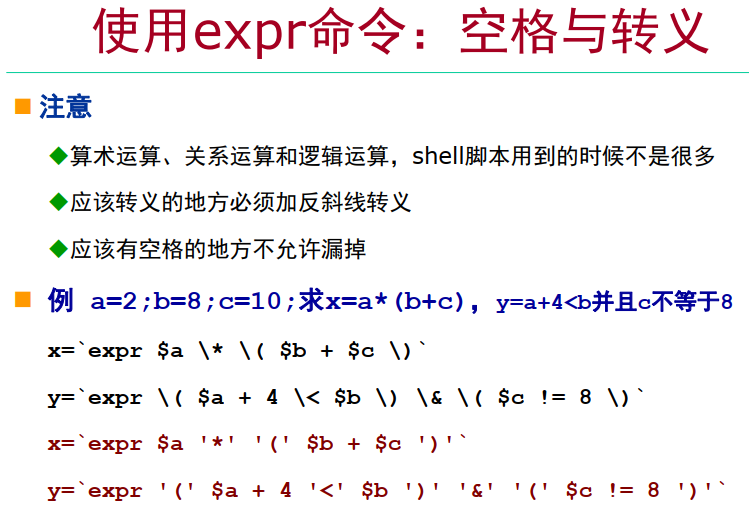 使用expr命令：空格与转义
注意
算术运算、关系运算和逻辑运算，shell脚本用到的时候不是很多
应该转义的地方必须加反斜线转义
应该有空格的地方不允许漏掉
例 a=2;b=8;c=10;求x=a*(b+c)，y=a+4<b并且c不等于8
x=`expr $a \* \( $b + $c \)`
y=`expr \( $a + 4 \< $b \) \& \( $c != 8 \)`
x=`expr $a '*' '(' $b + $c ')'`
y=`expr '(' $a + 4 '<' $b ')' '&' '(' $c != 8 ')'`